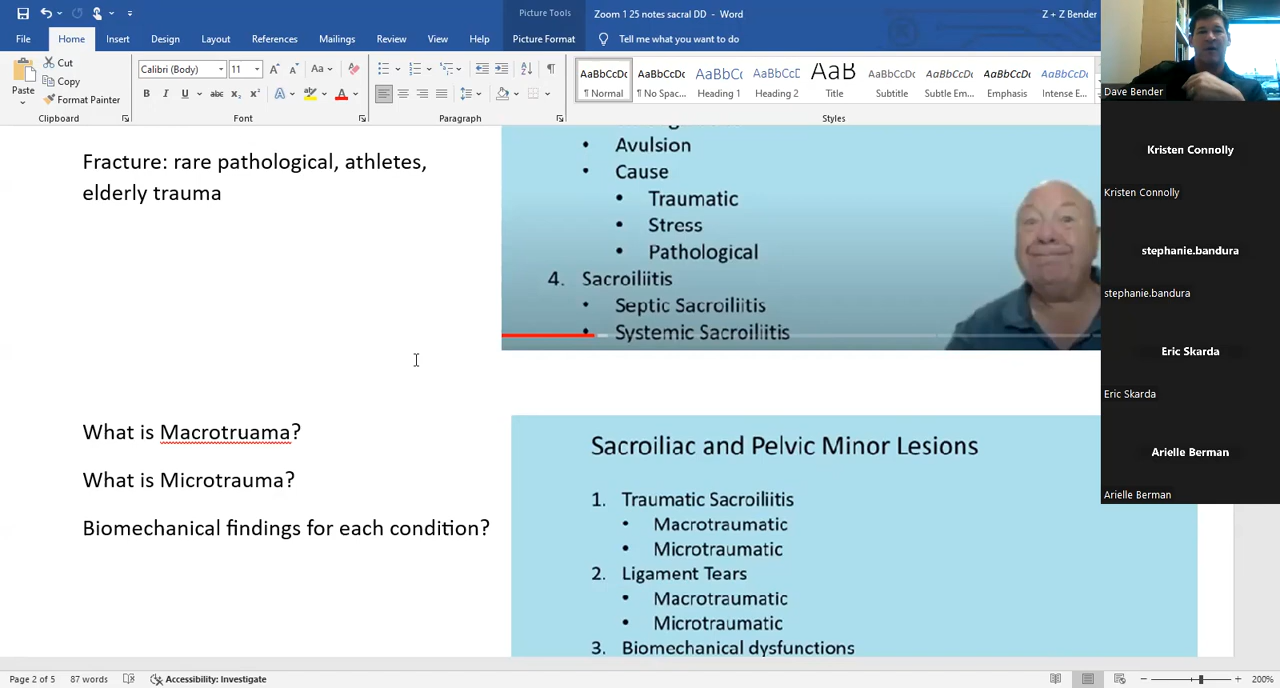 Picture Tools
Zoom 1 25 notes sacral DD - Word
Z + Z Bender
File
Home
Insert
Design
Layout
References
Mailings
Review
View
Help
Picture Format
Tell me what you want to do
Paste
Cut
Copy
Format Painter
Clipboard
Calibri (Body)
11
Aa
B I U abc x₂ x² A A
Font
Paragraph
AaBbCcDc
¶ Normal
AaBbCcDc
¶ No Spac...
AaBbC
Heading 1
AaBbCcD
Heading 2
AaB
Title
AaBbCcD
Subtitle
AaBbCcDc
Subtle Em...
AaBbCcDc
Emphasis
AaBbCcDc
Intense E...
Styles
Dave Bender
Kristen Connolly
Kristen Connolly
stephanie.bandura
stephanie.bandura
Eric Skarda
Eric Skarda
Arielle Berman
Arielle Berman
Fracture: rare pathological, athletes,
elderly trauma
• Avulsion
• Cause
• Traumatic
• Stress
• Pathological
4. Sacroiliitis
• Septic Sacroiliitis
• Systemic Sacroiliitis
What is Macrotruama?
What is Microtrauma?
Biomechanical findings for each condition?
Sacroiliac and Pelvic Minor Lesions
1. Traumatic Sacroiliitis
• Macrotraumatic
• Microtraumatic
2. Ligament Tears
• Macrotraumatic
• Microtraumatic
3. Biomechanical dysfunctions
Page 2 of 5
87 words
Accessibility: Investigate
200%